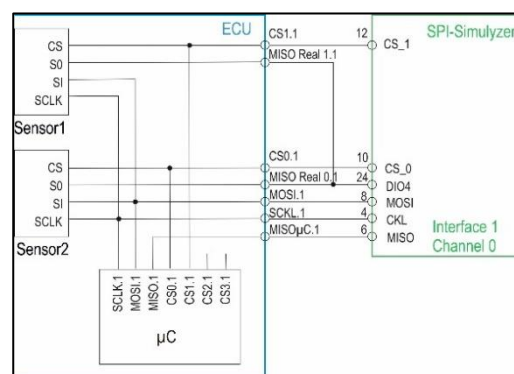 ECU
CS1.1
12
SPI-Simulyzer
CS
S0
SI
SCLK
Sensor1
MISO Real 1.1
CS_1
CS
S0
SI
SCLK
Sensor2
CS0.1
10
CS_0
MISO Real 0.1
24
DIO4
MOSI.1
8
MOSI
SCKL.1
4
CKL
MISOµC.1
6
MISO
Interface 1
Channel 0
SCLK.1
MOSI.1
MISO.1
CS0.1
CS1.1
CS2.1
CS3.1
µC